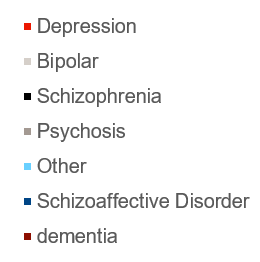 Depression
Bipolar
Schizophrenia
Psychosis
Other
Schizoaffective Disorder
dementia